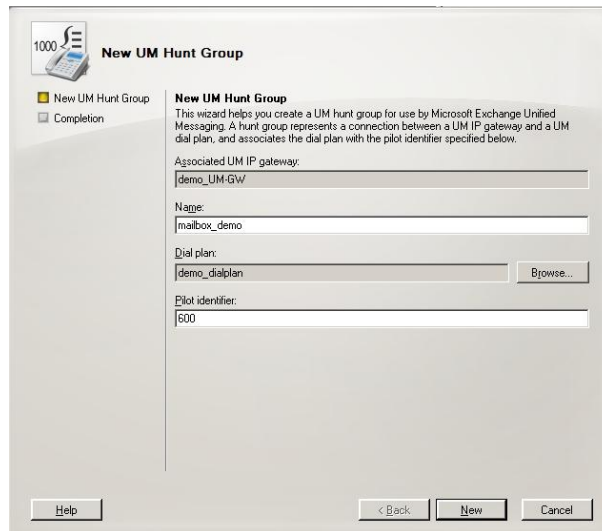 1000
New UM Hunt Group
New UM Hunt Group
Completion
New UM Hunt Group
This wizard helps you create a UM hunt group for use by Microsoft Exchange Unified
Messaging. A hunt group represents a connection between a UM IP gateway and a UM
dial plan, and associates the dial plan with the pilot identifier specified below.
Associated UM IP gateway:
demo_UM-GW
Name:
mailbox_demo
Dial plan:
demo_dialplan
Browse...
Pilot identifier:
600
Help
< Back
New
Cancel